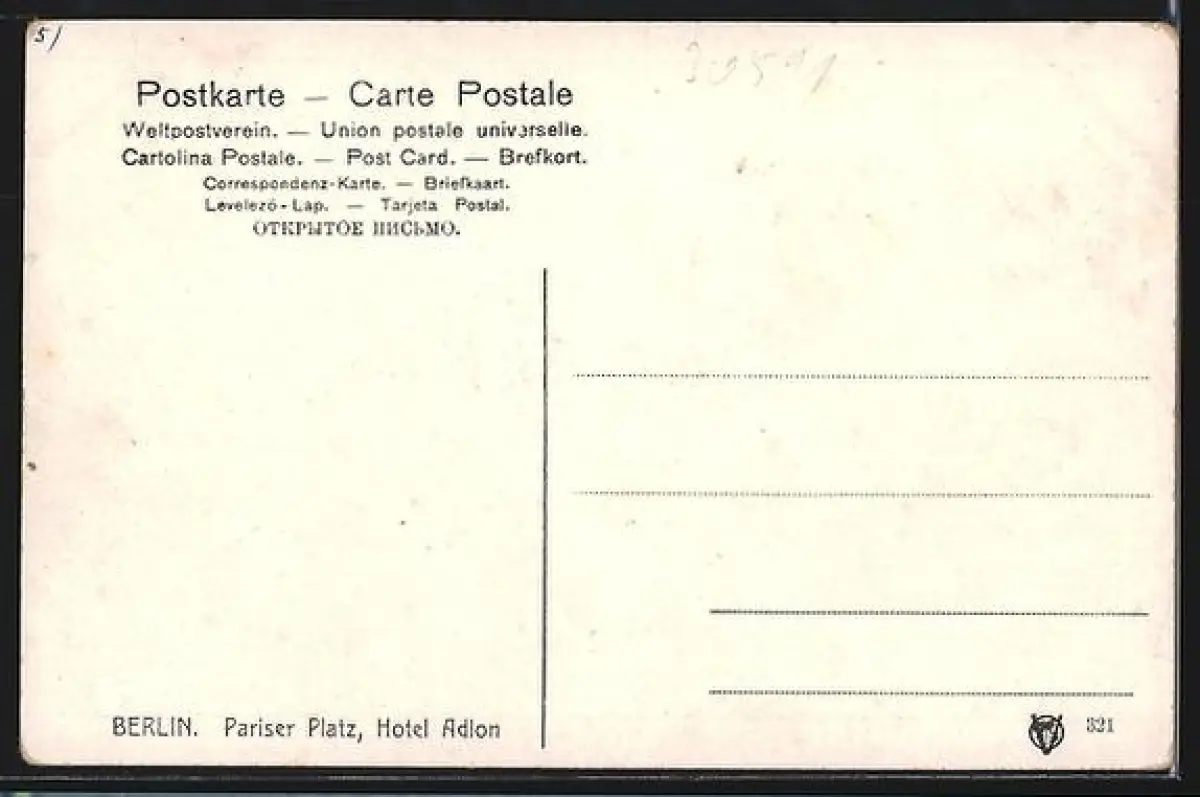 5/
Postkarte — Carte Postale
Weltpostverein. — Union postale universelle.
Cartolina Postale. — Post Card. — Brefkort.
Correspondenz-Karte. — Briefkaart.
Levelező-Lap. — Tarjeta Postal.
ОТКРЫТОЕ ПИСЬМО.
BERLIN. Pariser Platz, Hotel Adlon
321